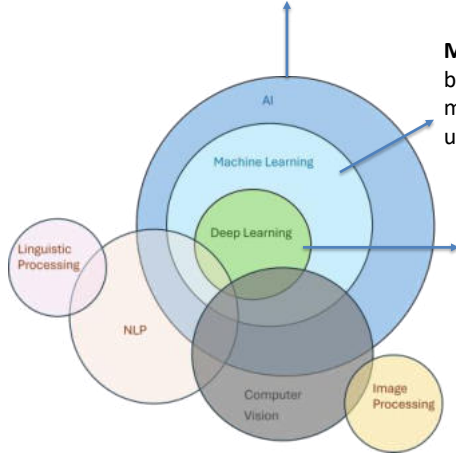 M
b
AI
m
u
Machine Learning
Deep Learning
Linguistic
Processing
NLP
Computer
Vision
Image
Processing